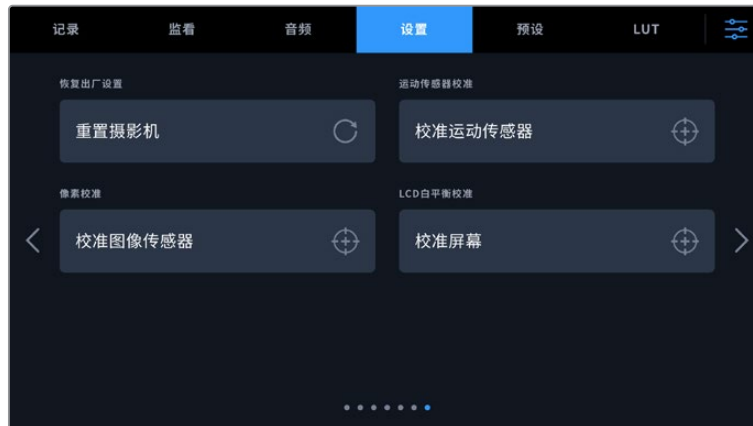 记录 监看 音频 设置 预设 LUT
恢复出厂设置 运动传感器校准
重置摄影机 校准运动传感器
像素校准 LCD白平衡校准
校准图像传感器 校准屏幕